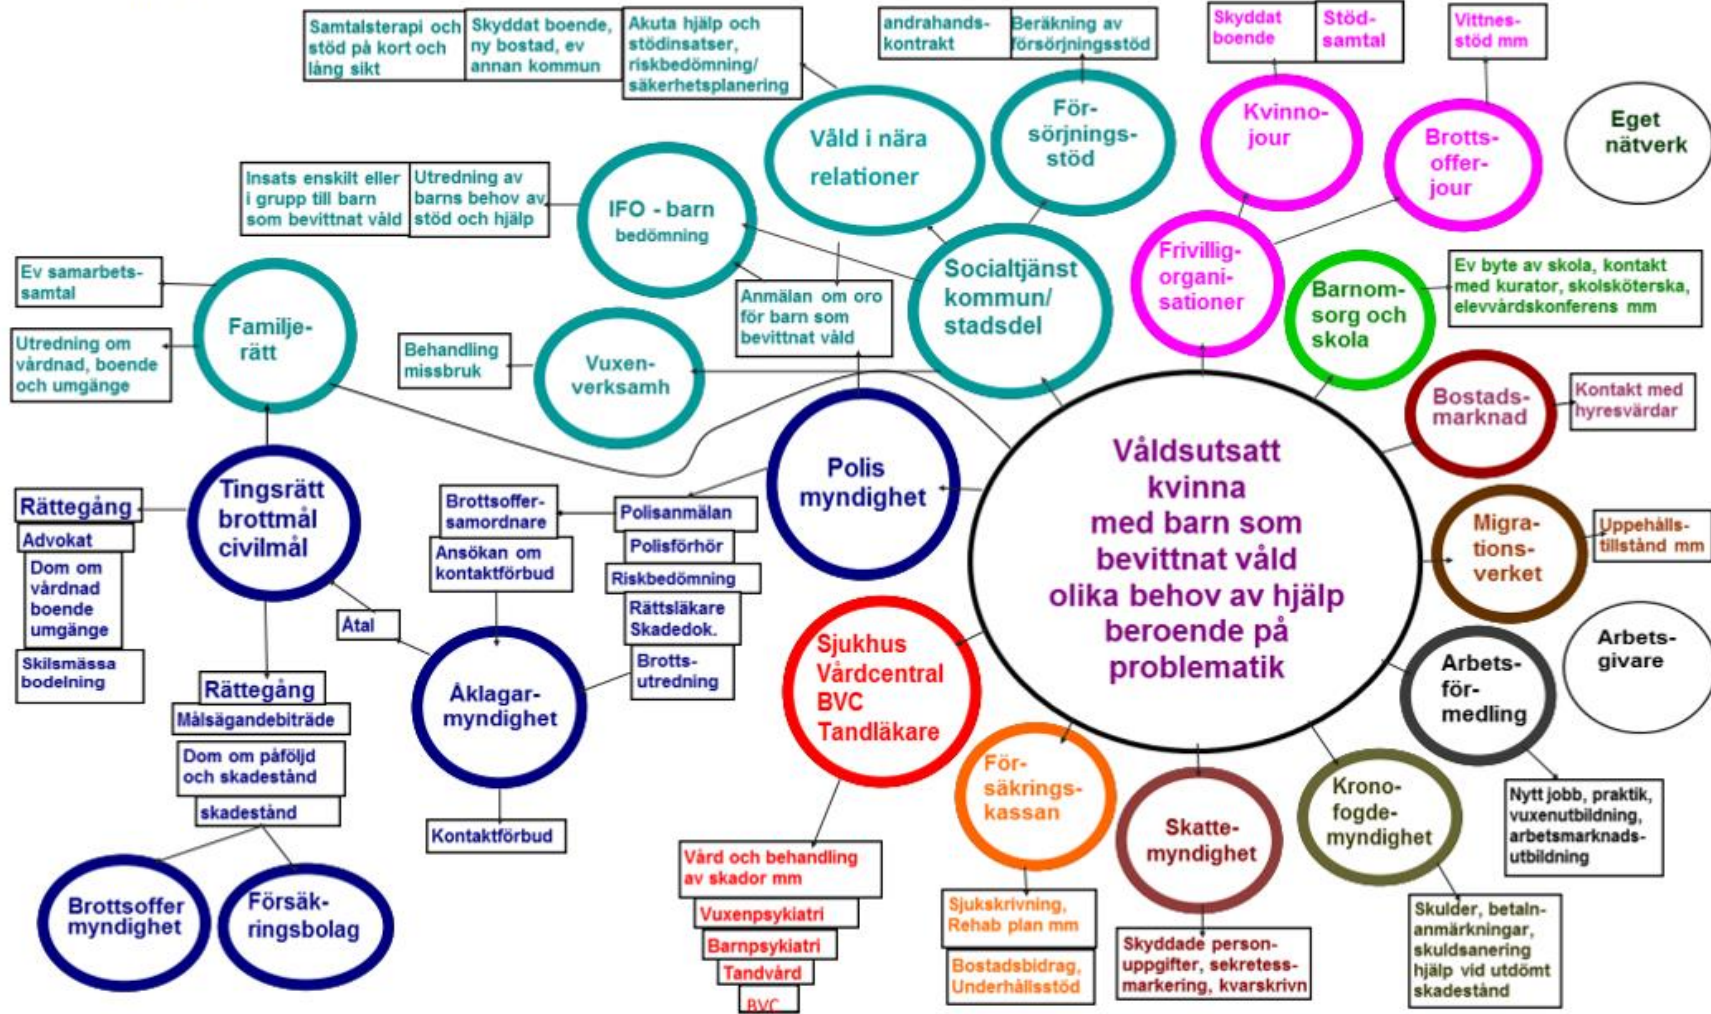 Samtalsterapi och
stöd på kort och
lång sikt
Skyddat boende,
ny bostad, ev
annan kommun
Akuta hjälp och
stödinsatser,
riskbedömning/
säkerhetsplanering
andrahands-
kontrakt
Beräkning av
försörjningsstöd
Skyddat
boende
Stöd-
samtal
Vittnes-
stöd mm
Våld i nära
relationer
För-
sörjnings-
stöd
Kvinno-
jour
Brotts-
offer-
jour
Eget
nätverk
Insats enskilt eller
i grupp till barn
som bevittnat våld
Utredning av
barns behov av
stöd och hjälp
IFO - barn
bedömning
Socialtjänst
kommun/
stadsdel
Frivillig-
organi-
sationer
Barnom-
sorg och
skola
Ev byte av skola, kontakt
med kurator, skolsköterska,
elevvårdskonferens mm
Ev samarbets-
samtal
Utredning om
vårdnad, boende
och umgänge
Familje-
rätt
Behandling
missbruk
Vuxen-
verksamh
Anmälan om oro
för barn som
bevittnat våld
Bostads-
marknad
Kontakt med
hyresvärdar
Polis
myndighet
Våldsutsatt
kvinna
med barn som
bevittnat våld
olika behov av hjälp
beroende på
problematik
Migra-
tions-
verket
Uppehålls-
tillstånd mm
Tingsrätt
brottmål
civilmål
Rättegång
Advokat
Dom om
vårdnad
boende
umgänge
Skilsmässa
bodelning
Brottsoffer-
samordnare
Ansökan om
kontaktförbud
Polisanmälan
Polisförhör
Riskbedömning
Rättsläkare
Skadedok.
Brotts-
utredning
Åtal
Åklagar-
myndighet
Kontaktförbud
Sjukhus
Vårdcentral
BVC
Tandläkare
Arbets-
för-
medling
Arbets-
givare
Rättegång
Målsägandebiträde
Dom om påföljd
och skadestånd
skadestånd
Brottsoffer
myndighet
Försäk-
ringsbolag
Vård och behandling
av skador mm
Vuxenpsykiatri
Barnpsykiatri
Tandvård
BVC
För-
säkrings-
kassan
Sjukskrivning,
Rehab plan mm
Bostadsbidrag,
Underhållsstöd
Skatte-
myndighet
Skyddade person-
uppgifter, sekretess-
markering, kvarskrivn
Krono-
fogde-
myndighet
Skulder, betaln-
anmärkningar,
skuldsanering
hjälp vid utdömt
skadestånd
Nytt jobb, praktik,
vuxenutbildning,
arbetsmarknads-
utbildning